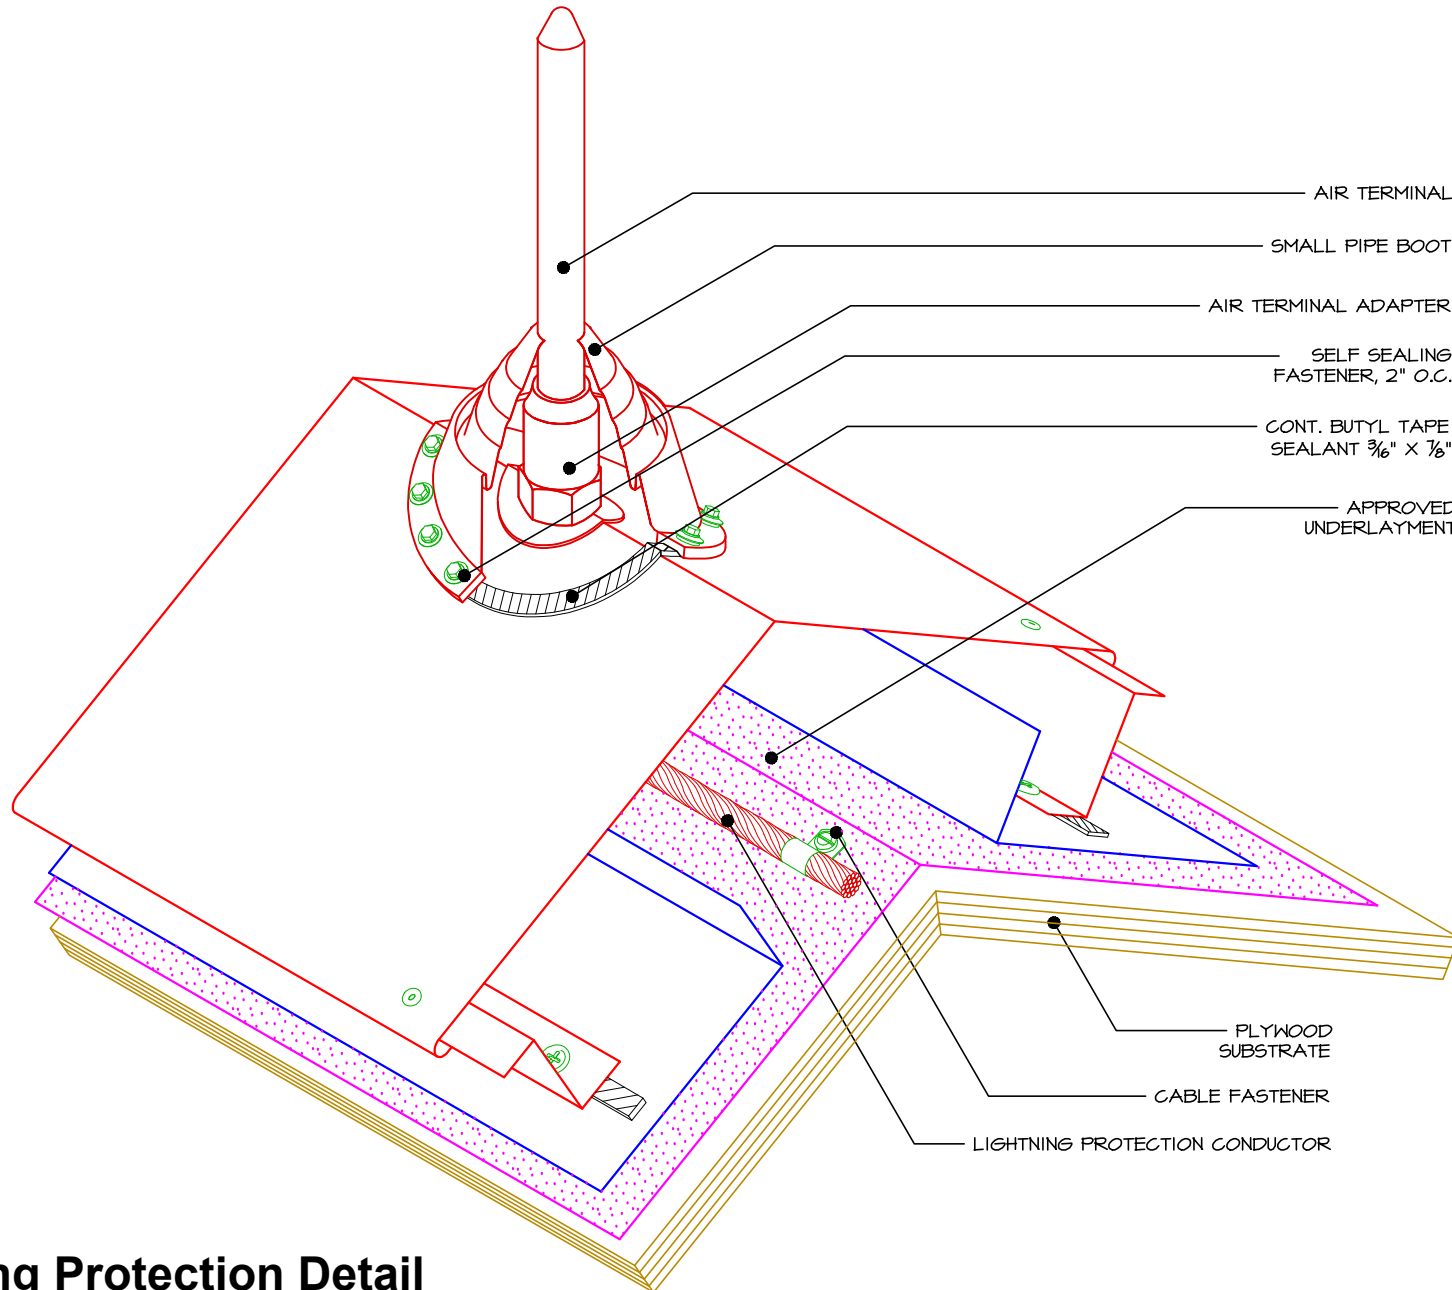 AIR TERMINAL
SMALL PIPE BOOT
AIR TERMINAL ADAPTER
SELF SEALING
FASTENER, 2" O.C.
CONT. BUTYL TAPE
SEALANT 3/16" X 7/8"
APPROVED
UNDERLAYMENT
PLYWOOD
SUBSTRATE
CABLE FASTENER
LIGHTNING PROTECTION CONDUCTOR
ng Protection Detail